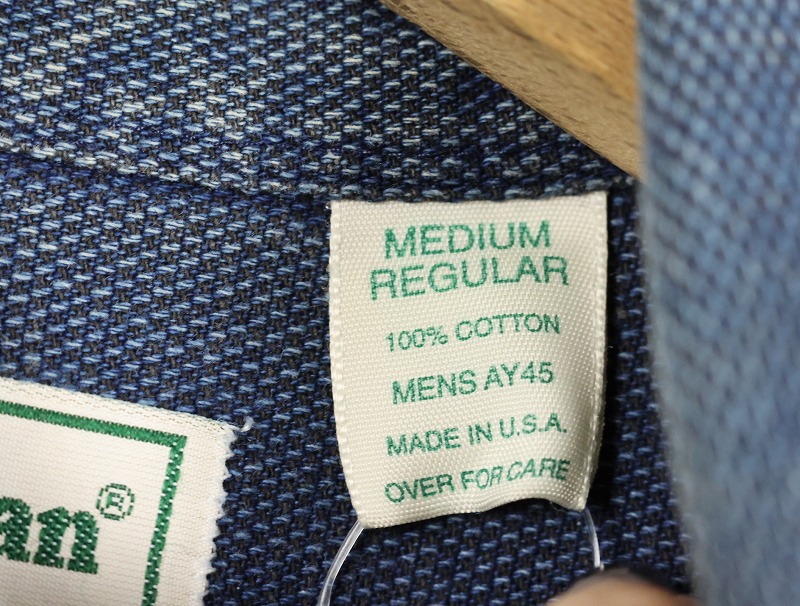 MEDIUM
REGULAR
100% COTTON
MENS AY45
MADE IN U.S.A.
OVER FOR CARE
an®